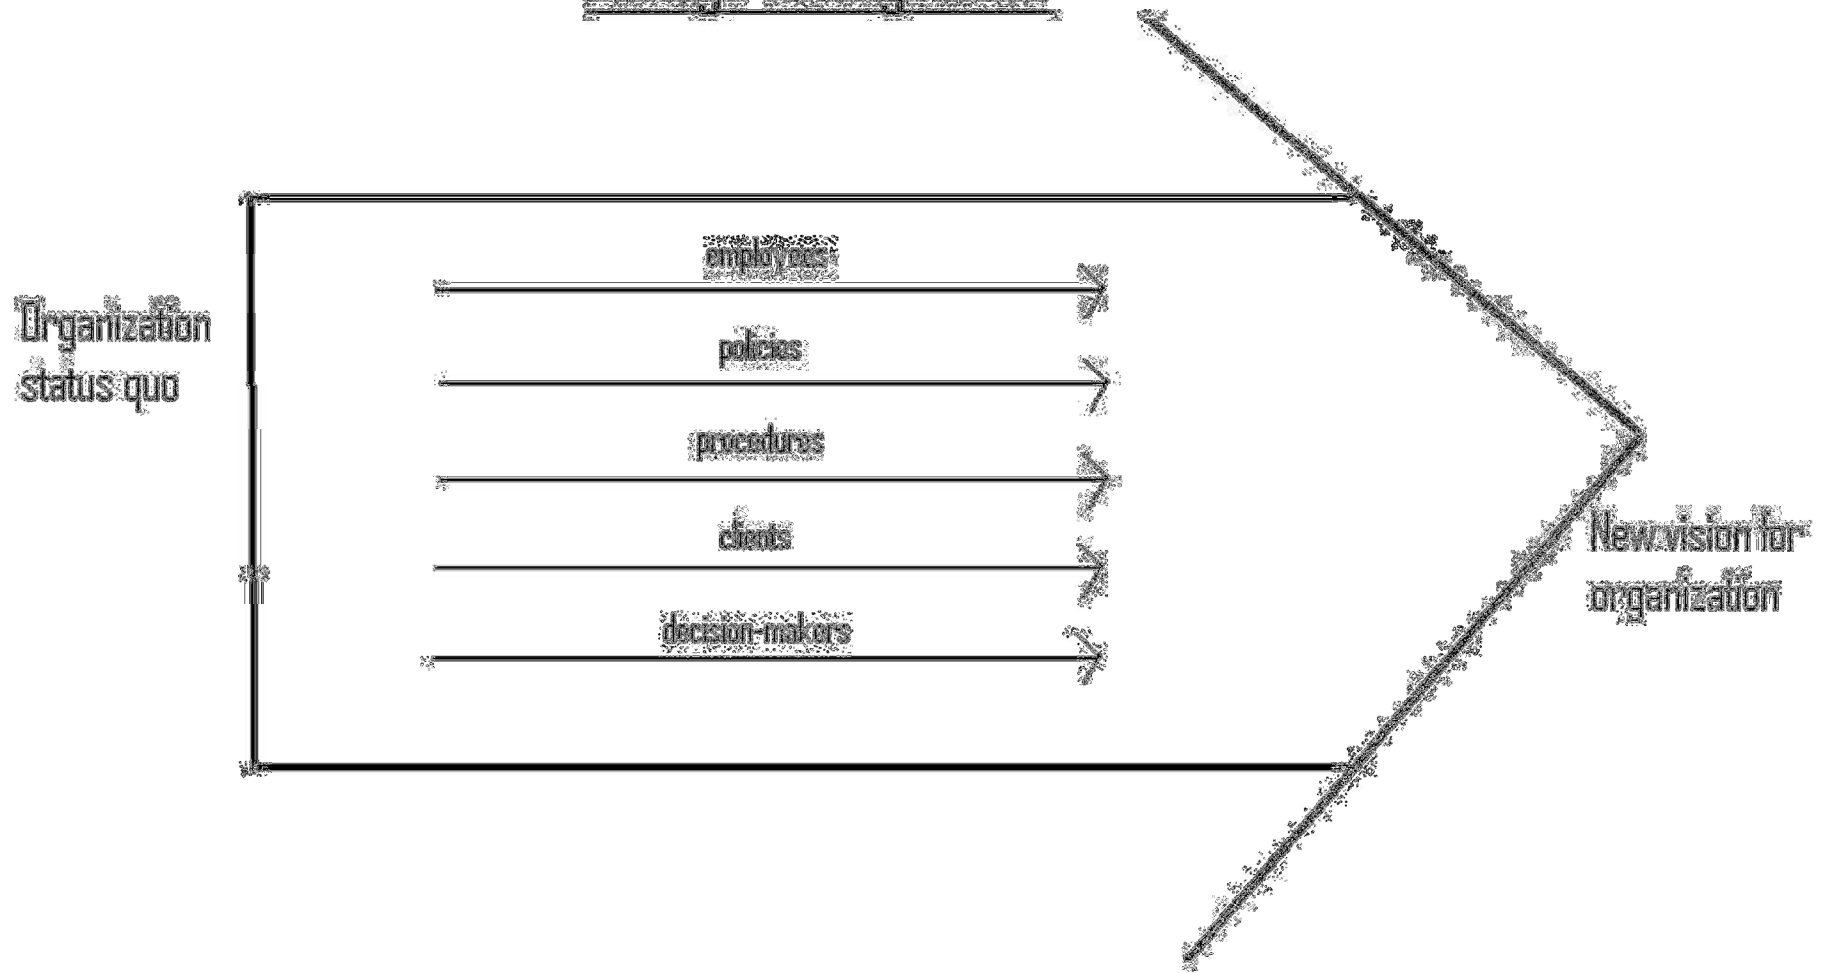 employees
Organization
status quo
policies
procedures
clients
New vision for
organization
decision-makers